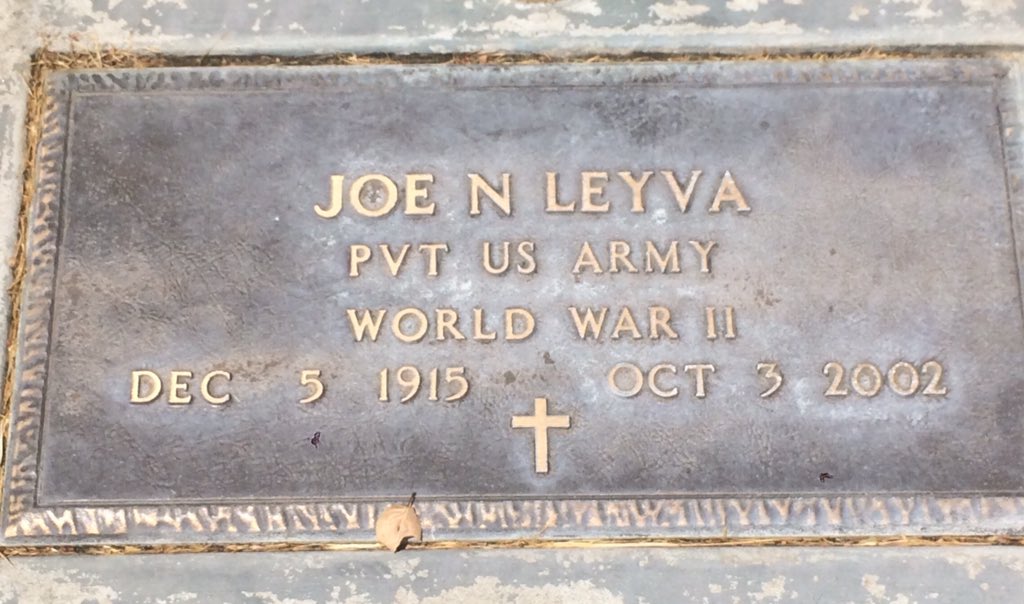 JOE N LEYVA
PVT US ARMY
WORLD WAR II
DEC 5 1915 OCT 3 2002